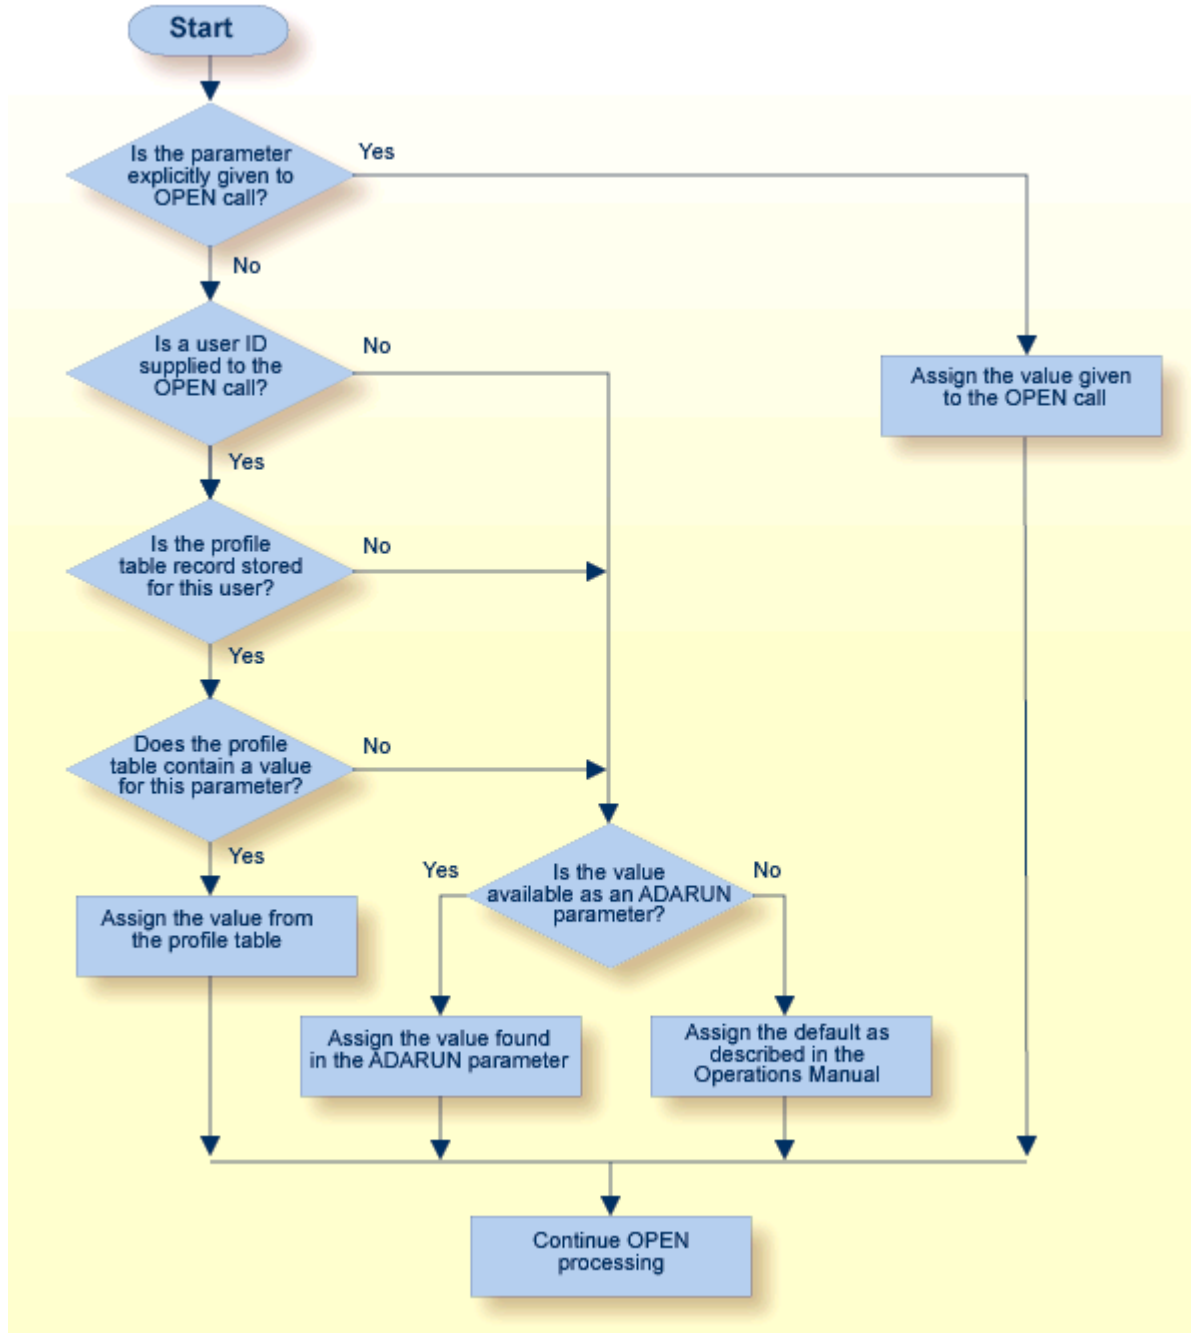 Start
Is the parameter
explicitly given to
OPEN call?
Yes
No
Is a user ID
supplied to the
OPEN call?
No
Assign the value given
to the OPEN call
Yes
Is the profile
table record stored
for this user?
No
Yes
Does the profile
table contain a value
for this parameter?
No
Yes
Is the value
available as an ADARUN
parameter?
Yes
No
Assign the value from
the profile table
Assign the value found
in the ADARUN parameter
Assign the default as
described in the
Operations Manual
Continue OPEN
processing